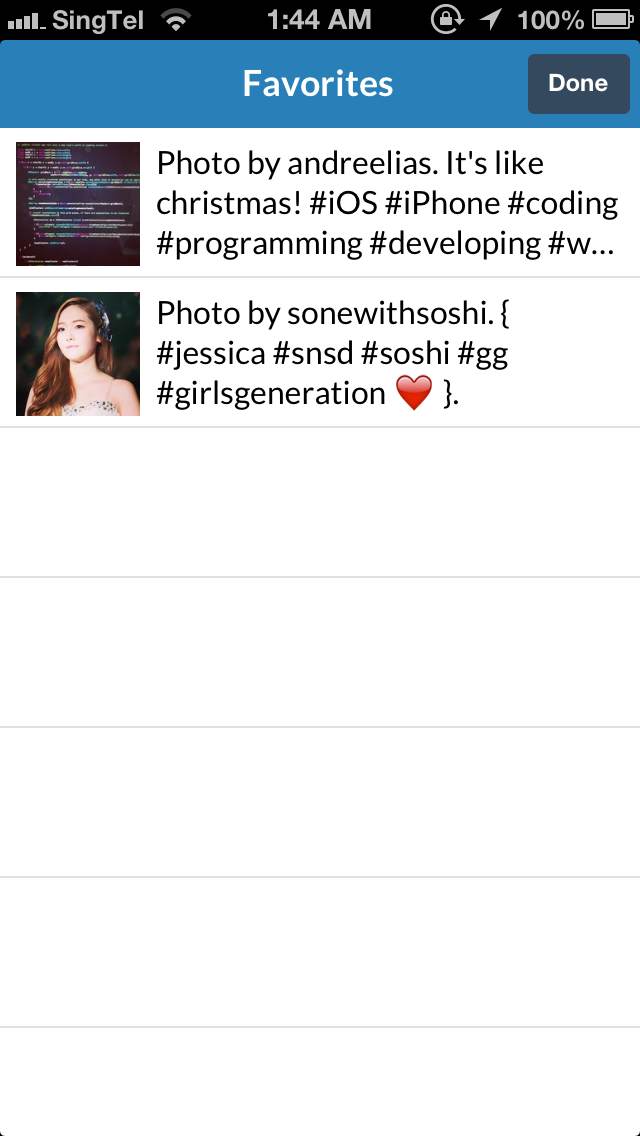 SingTel 1:44 AM 100%
Favorites
Done
Photo by andreelias. It's like
christmas! #iOS #iPhone #coding
#programming #developing #w...
Photo by sonewithsoshi. {
#jessica #snsd #soshi #gg
#girlsgeneration ❤️ }.